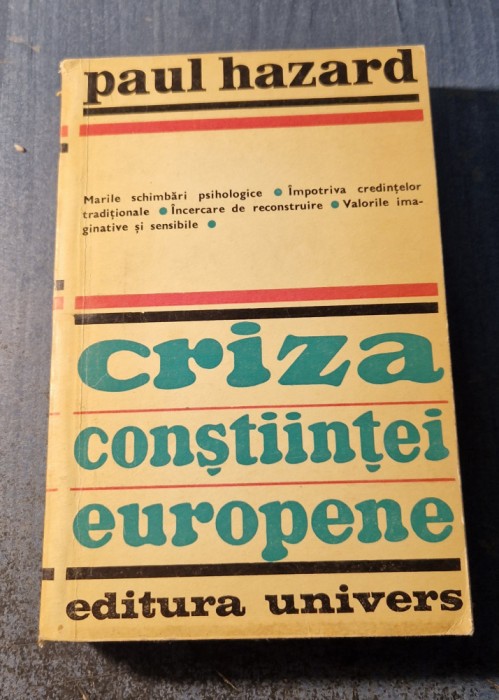 paul hazard
Marile schimbări psihologice ● Împotriva credințelor
tradiționale ● Încercare de reconstruire ● Valorile ima-
ginative și sensibile ●
criza
conștiinței
europene
editura univers